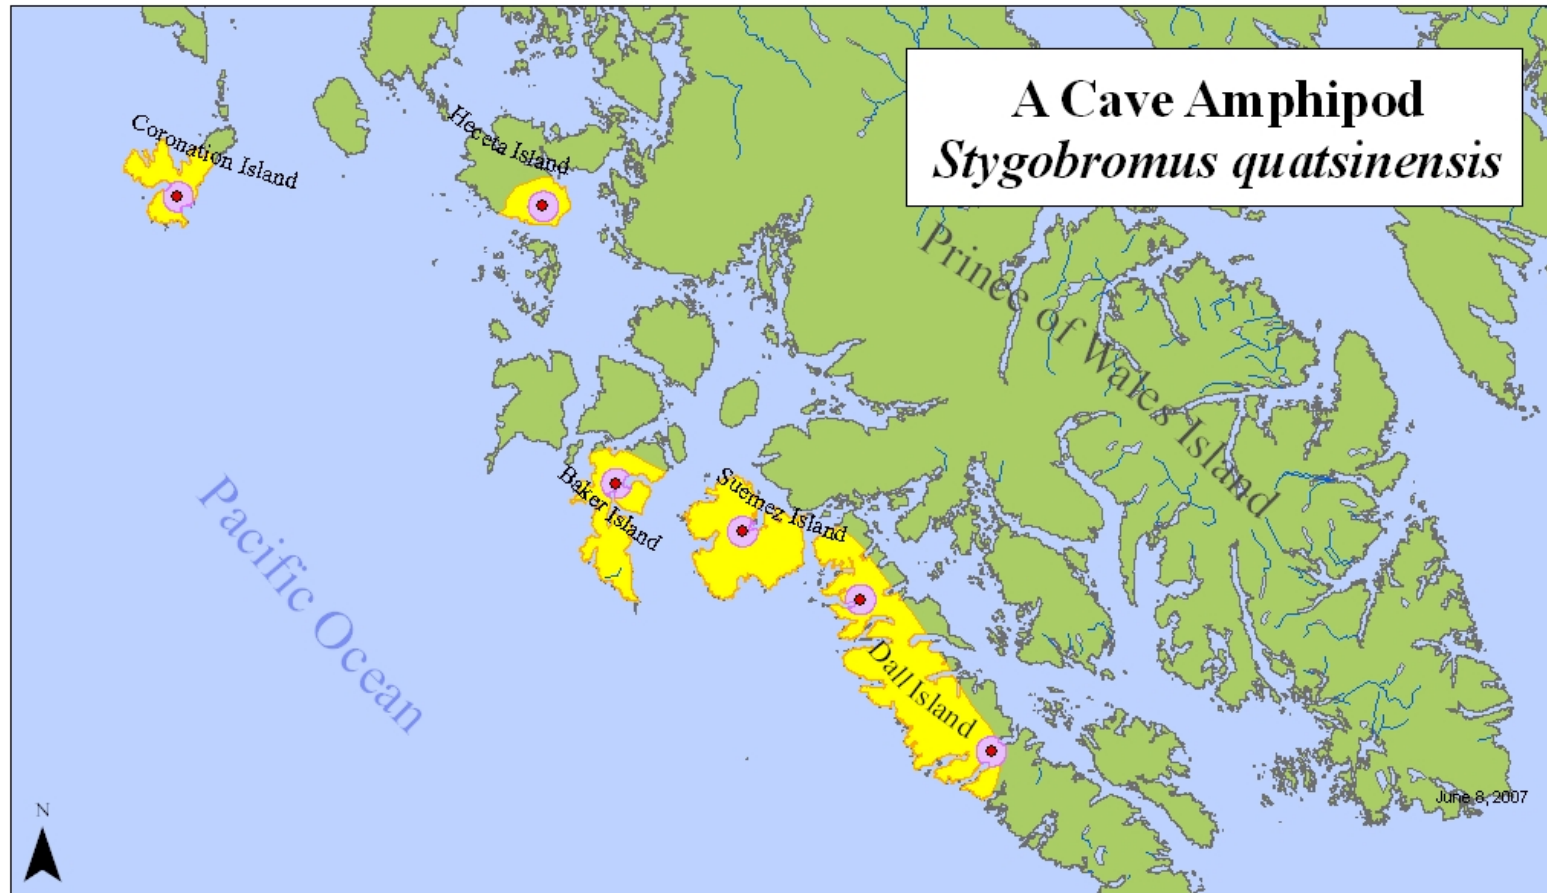 A Cave Amphipod
Stygobromus quatsinensis
Coronation Island
Heceta Island
Prince of Wales Island
Baker Island
Suemez Island
Pacific Ocean
Dall Island
June 8, 2007
N